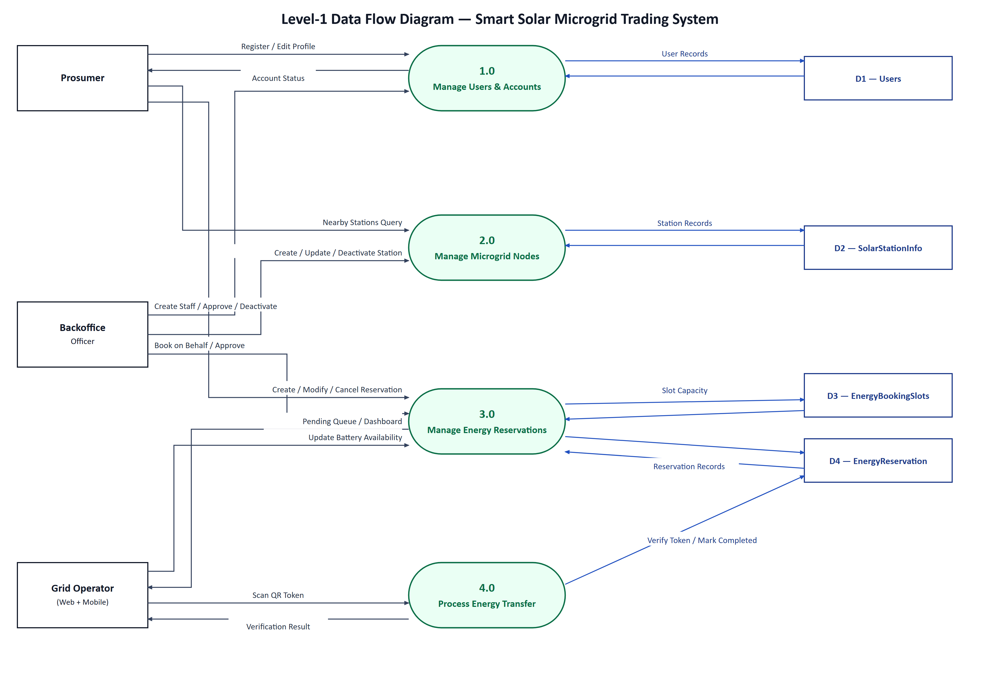 Level-1 Data Flow Diagram — Smart Solar Microgrid Trading System
Register / Edit Profile
User Records
Prosumer
Account Status
1.0
Manage Users & Accounts
D1 — Users
Nearby Stations Query
Station Records
Create / Update / Deactivate Station
2.0
Manage Microgrid Nodes
D2 — SolarStationInfo
Create Staff / Approve / Deactivate
Backoffice
Officer
Book on Behalf / Approve
Create / Modify / Cancel Reservation
Slot Capacity
D3 — EnergyBookingSlots
3.0
Manage Energy Reservations
Pending Queue / Dashboard
Update Battery Availability
Reservation Records
D4 — EnergyReservation
Verify Token / Mark Completed
Grid Operator
(Web + Mobile)
Scan QR Token
4.0
Process Energy Transfer
Verification Result